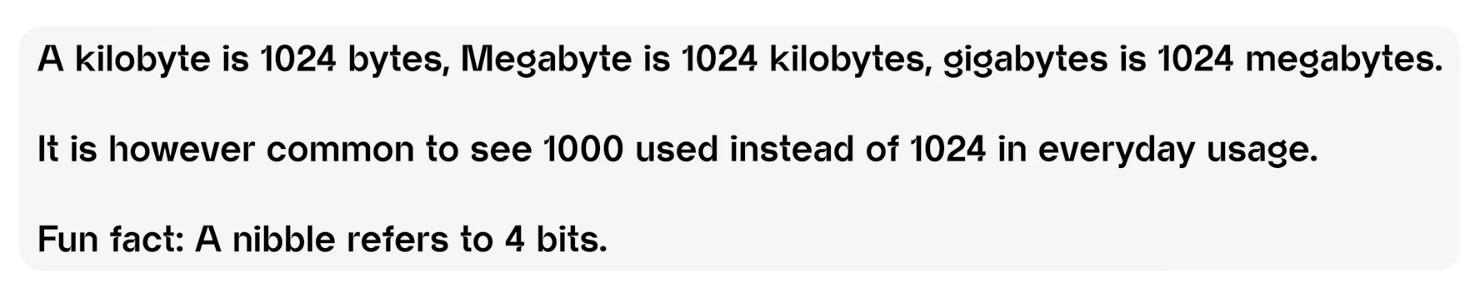 A kilobyte is 1024 bytes, Megabyte is 1024 kilobytes, gigabytes is 1024 megabytes.
It is however common to see 1000 used instead of 1024 in everyday usage.
Fun fact: A nibble refers to 4 bits.